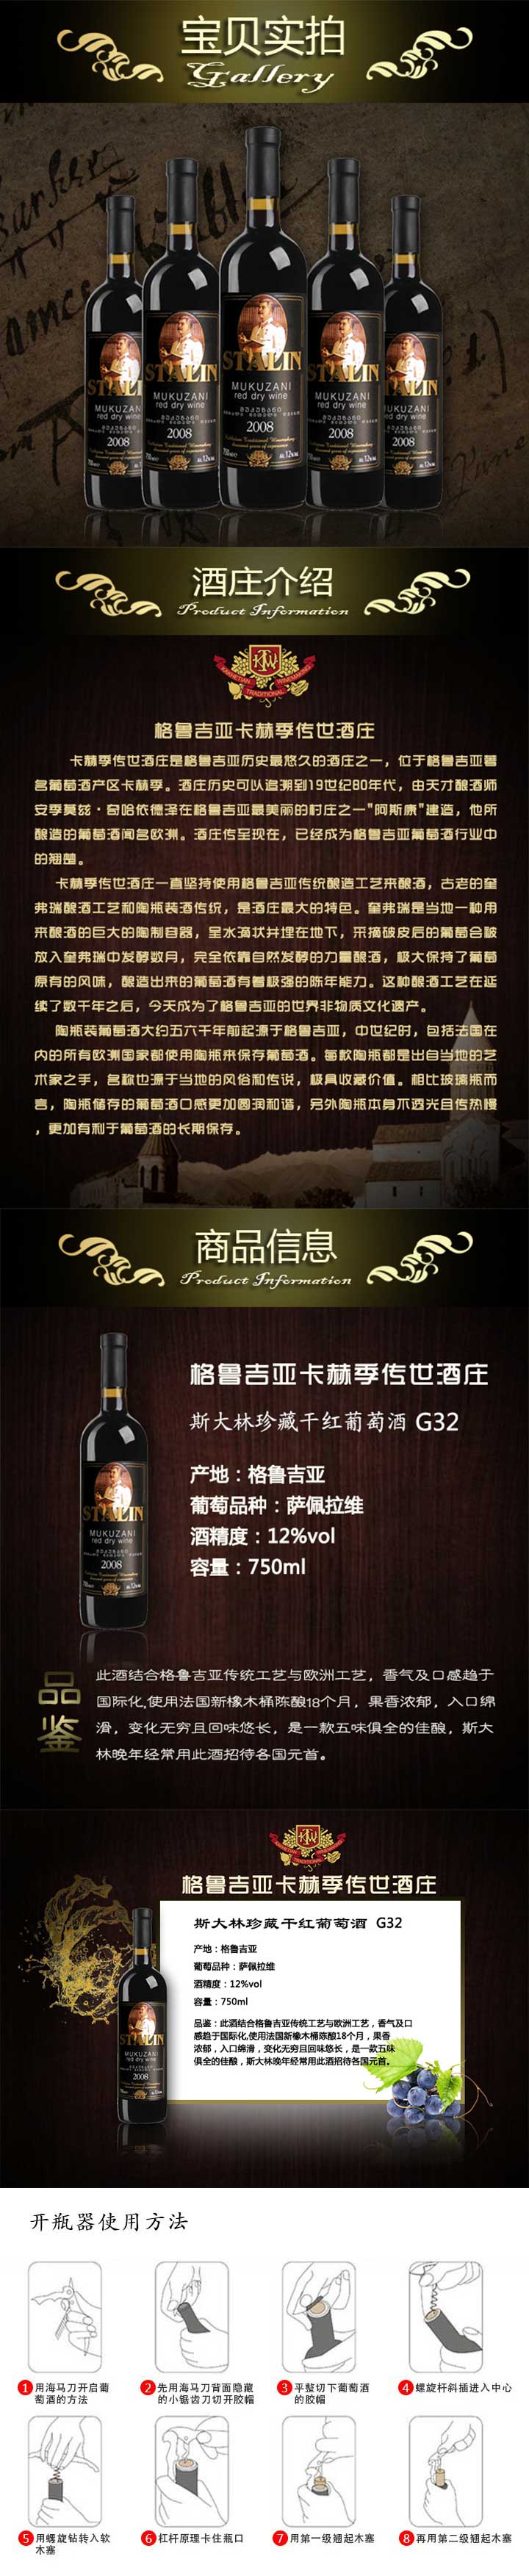 宝贝实拍
Gallery
STALIN
MUKUZANI
red dry wine
2008
酒庄介绍
Product Information
KTW
KAKHETIAN TRADITIONAL WINEMAKING
格鲁吉亚卡赫季传世酒庄
卡赫季传世酒庄是格鲁吉亚历史最悠久的酒庄之一，位于格鲁吉亚著
名葡萄酒产区卡赫季。酒庄历史可以追溯到19世纪80年代，由天才酿酒师
安季莫兹·奇哈依德泽在格鲁吉亚最美丽的村庄之一"阿斯康"建造，他所
酿造的葡萄酒闻名欧洲。酒庄传至现在，已经成为格鲁吉亚葡萄酒行业中
的翘楚。
卡赫季传世酒庄一直坚持使用格鲁吉亚传统酿造工艺来酿酒，古老的奎
弗瑞酿酒工艺和陶瓶装酒传统，是酒庄最大的特色。奎弗瑞是当地一种用
来酿酒的巨大的陶制容器，呈水滴状并埋在地下，采摘破皮后的葡萄会被
放入奎弗瑞中发酵数月，完全依靠自然发酵的力量酿酒，极大保持了葡萄
原有的风味，酿造出来的葡萄酒有着极强的陈年能力。这种酿酒工艺在延
续了数千年之后，今天成为了格鲁吉亚的世界非物质文化遗产。
陶瓶装葡萄酒大约五六千年前起源于格鲁吉亚，中世纪时，包括法国在
内的所有欧洲国家都使用陶瓶来保存葡萄酒。每款陶瓶都是出自当地的艺
术家之手，名称也源于当地的风俗和传说，极具收藏价值。相比玻璃瓶而
言，陶瓶储存的葡萄酒口感更加圆润和谐，另外陶瓶本身不透光且传热慢
，更加有利于葡萄酒的长期保存。
商品信息
Product Information
格鲁吉亚卡赫季传世酒庄
斯大林珍藏干红葡萄酒 G32
产地：格鲁吉亚
葡萄品种：萨佩拉维
酒精度：12%vol
容量：750ml
STALIN
MUKUZANI
red dry wine
2008
品鉴
此酒结合格鲁吉亚传统工艺与欧洲工艺，香气及口感趋于
国际化,使用法国新橡木桶陈酿18个月，果香浓郁，入口绵
滑，变化无穷且回味悠长，是一款五味俱全的佳酿，斯大
林晚年经常用此酒招待各国元首。
KTW
格鲁吉亚卡赫季传世酒庄
斯大林珍藏干红葡萄酒 G32
产地：格鲁吉亚
葡萄品种：萨佩拉维
酒精度：12%vol
容量：750ml
品鉴：此酒结合格鲁吉亚传统工艺与欧洲工艺，香气及口
感趋于国际化,使用法国新橡木桶陈酿18个月，果香
浓郁，入口绵滑，变化无穷且回味悠长，是一款五味
俱全的佳酿，斯大林晚年经常用此酒招待各国元首。
STALIN
MUKUZANI
red dry wine
2008
开瓶器使用方法
1 用海马刀开启葡
萄酒的方法
2 先用海马刀背面隐藏
的小锯齿刀切开胶帽
3 平整切下葡萄酒
的胶帽
4 螺旋杆斜插进入中心
5 用螺旋钻转入软
木塞
6 杠杆原理卡住瓶口
7 用第一级翘起木塞
8 再用第二级翘起木塞